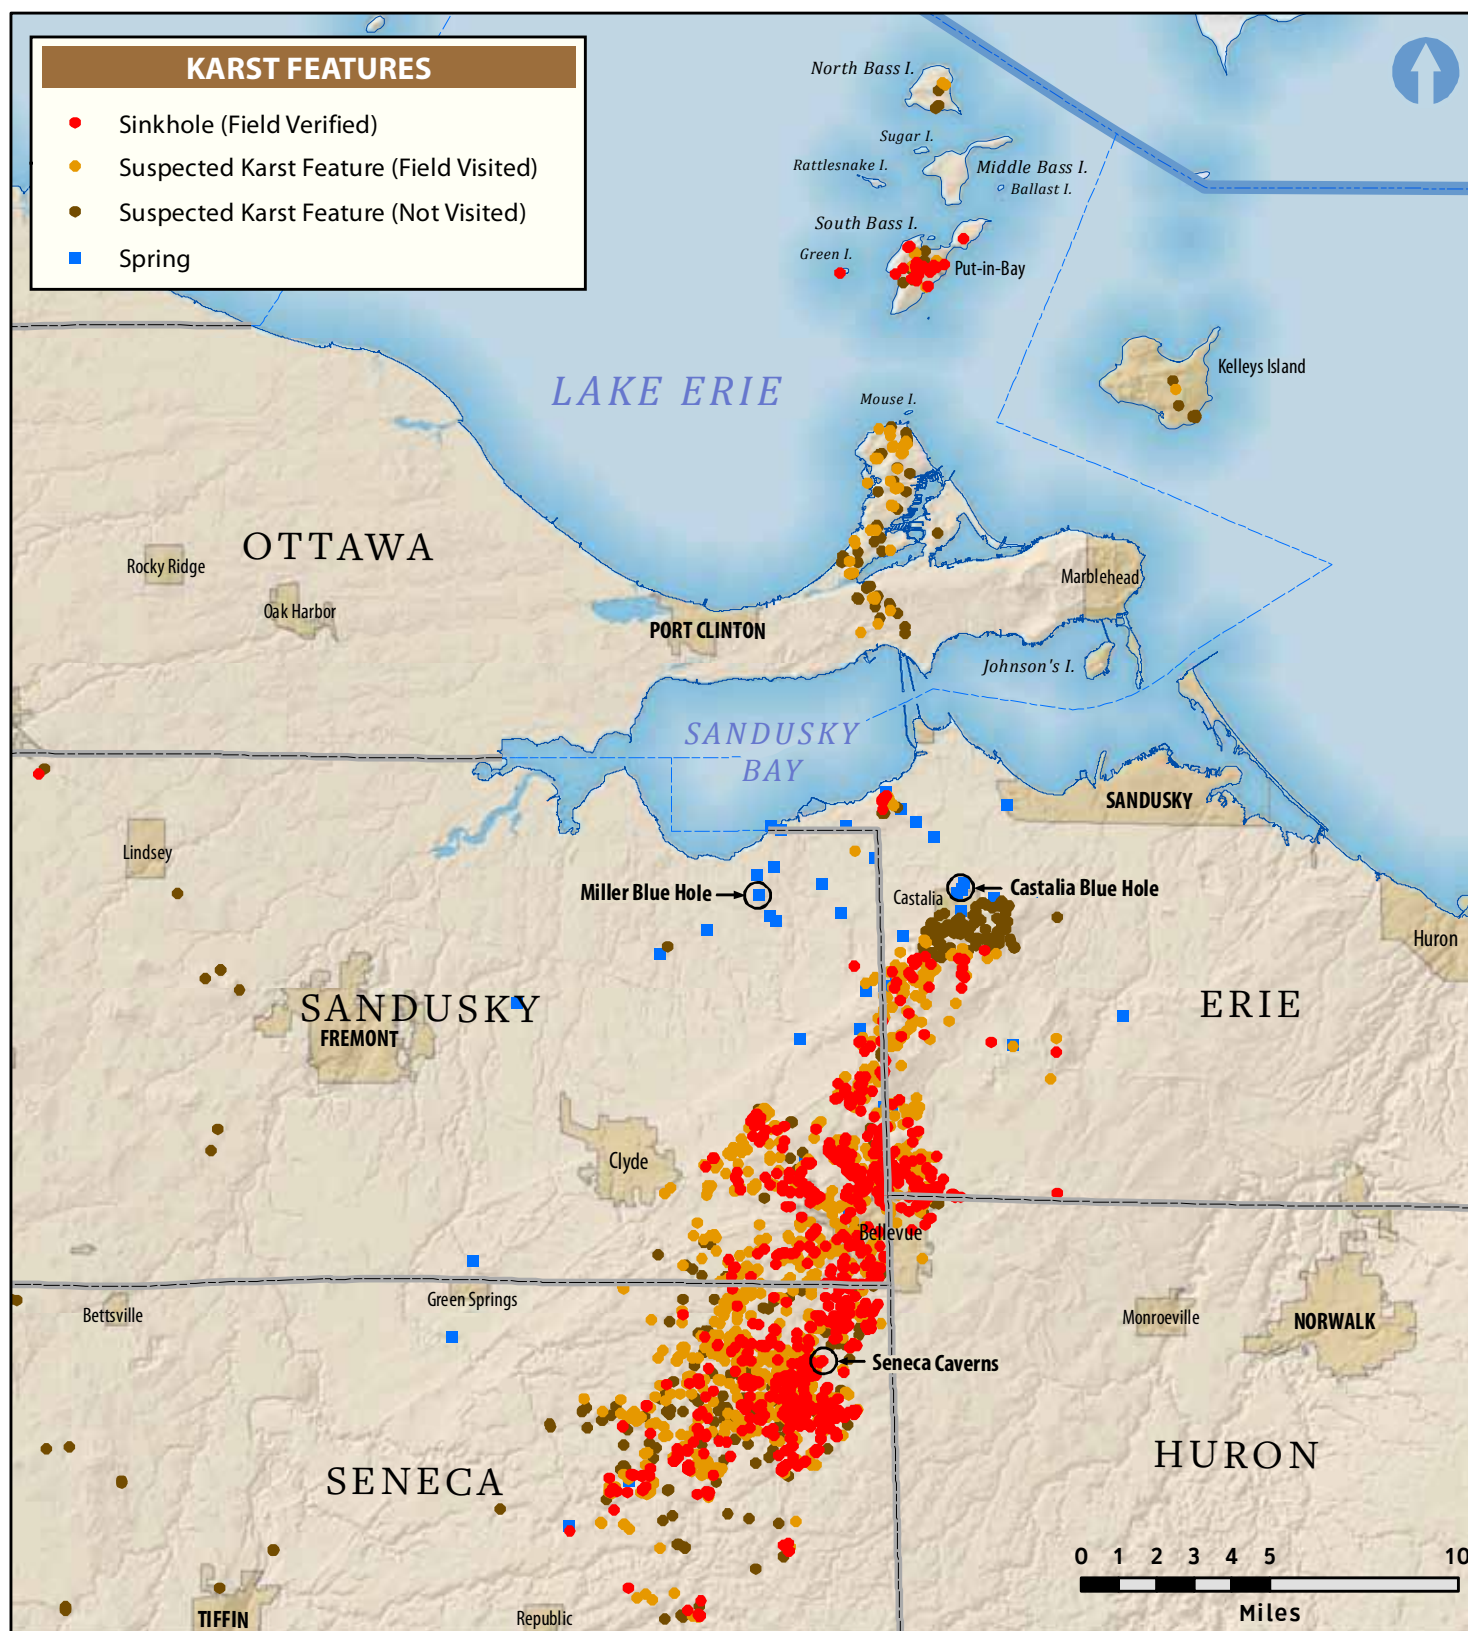 KARST FEATURES
Sinkhole (Field Verified)
Suspected Karst Feature (Field Visited)
Suspected Karst Feature (Not Visited)
Spring
North Bass I.
Sugar I.
Rattlesnake I.
Middle Bass I.
Ballast I.
South Bass I.
Green I.
Put-in-Bay
Kelleys Island
LAKE ERIE
Mouse I.
OTTAWA
Rocky Ridge
Oak Harbor
PORT CLINTON
Marblehead
Johnson's I.
SANDUSKY
BAY
SANDUSKY
Lindsey
Miller Blue Hole
Castalia
Castalia Blue Hole
Huron
SANDUSKY
FREMONT
ERIE
Clyde
Bellevue
Green Springs
Bettsville
Monroeville
NORWALK
Seneca Caverns
SENECA
HURON
0 1 2 3 4 5 10
Miles
TIFFIN
Republic